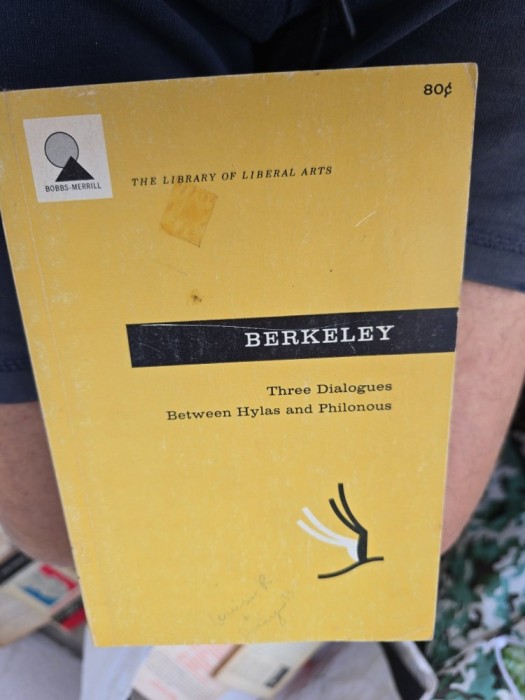 80¢
BOBBS-MERRILL
THE LIBRARY OF LIBERAL ARTS
BERKELEY
Three Dialogues
Between Hylas and Philonous